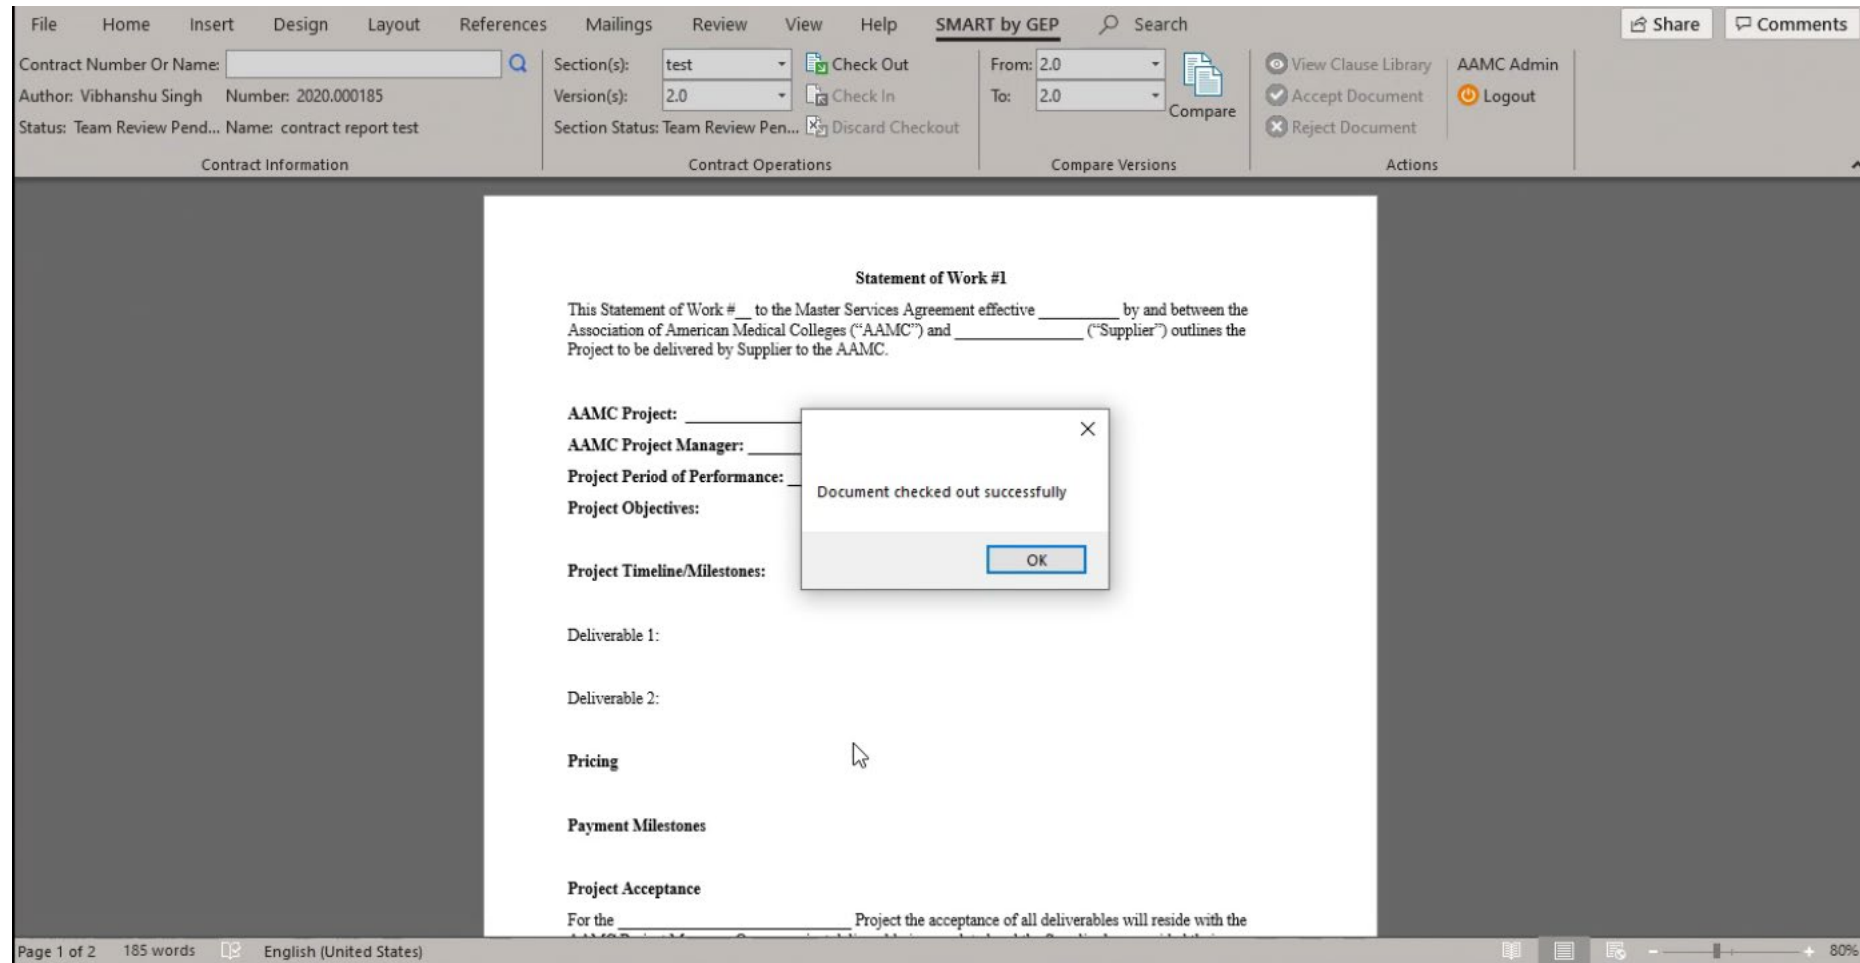 File Home Insert Design Layout References Mailings Review View Help SMART by GEP Search Share Comments
Contract Number Or Name: Section(s): test Check Out From: 2.0 View Clause Library AAMC Admin
Author: Vibhanshu Singh Number: 2020.000185 Version(s): 2.0 Check In To: 2.0 Compare Accept Document Logout
Status: Team Review Pend... Name: contract report test Section Status: Team Review Pen... Discard Checkout Reject Document
Contract Information Contract Operations Compare Versions Actions
Statement of Work #1
This Statement of Work #__ to the Master Services Agreement effective __________ by and between the
Association of American Medical Colleges (“AAMC”) and ________________ (“Supplier”) outlines the
Project to be delivered by Supplier to the AAMC.
AAMC Project: ______________
AAMC Project Manager: ______
Project Period of Performance: _
Project Objectives:
Document checked out successfully
OK
Project Timeline/Milestones:
Deliverable 1:
Deliverable 2:
Pricing
Payment Milestones
Project Acceptance
For the ____________________________ Project the acceptance of all deliverables will reside with the
Page 1 of 2 185 words English (United States) 80%